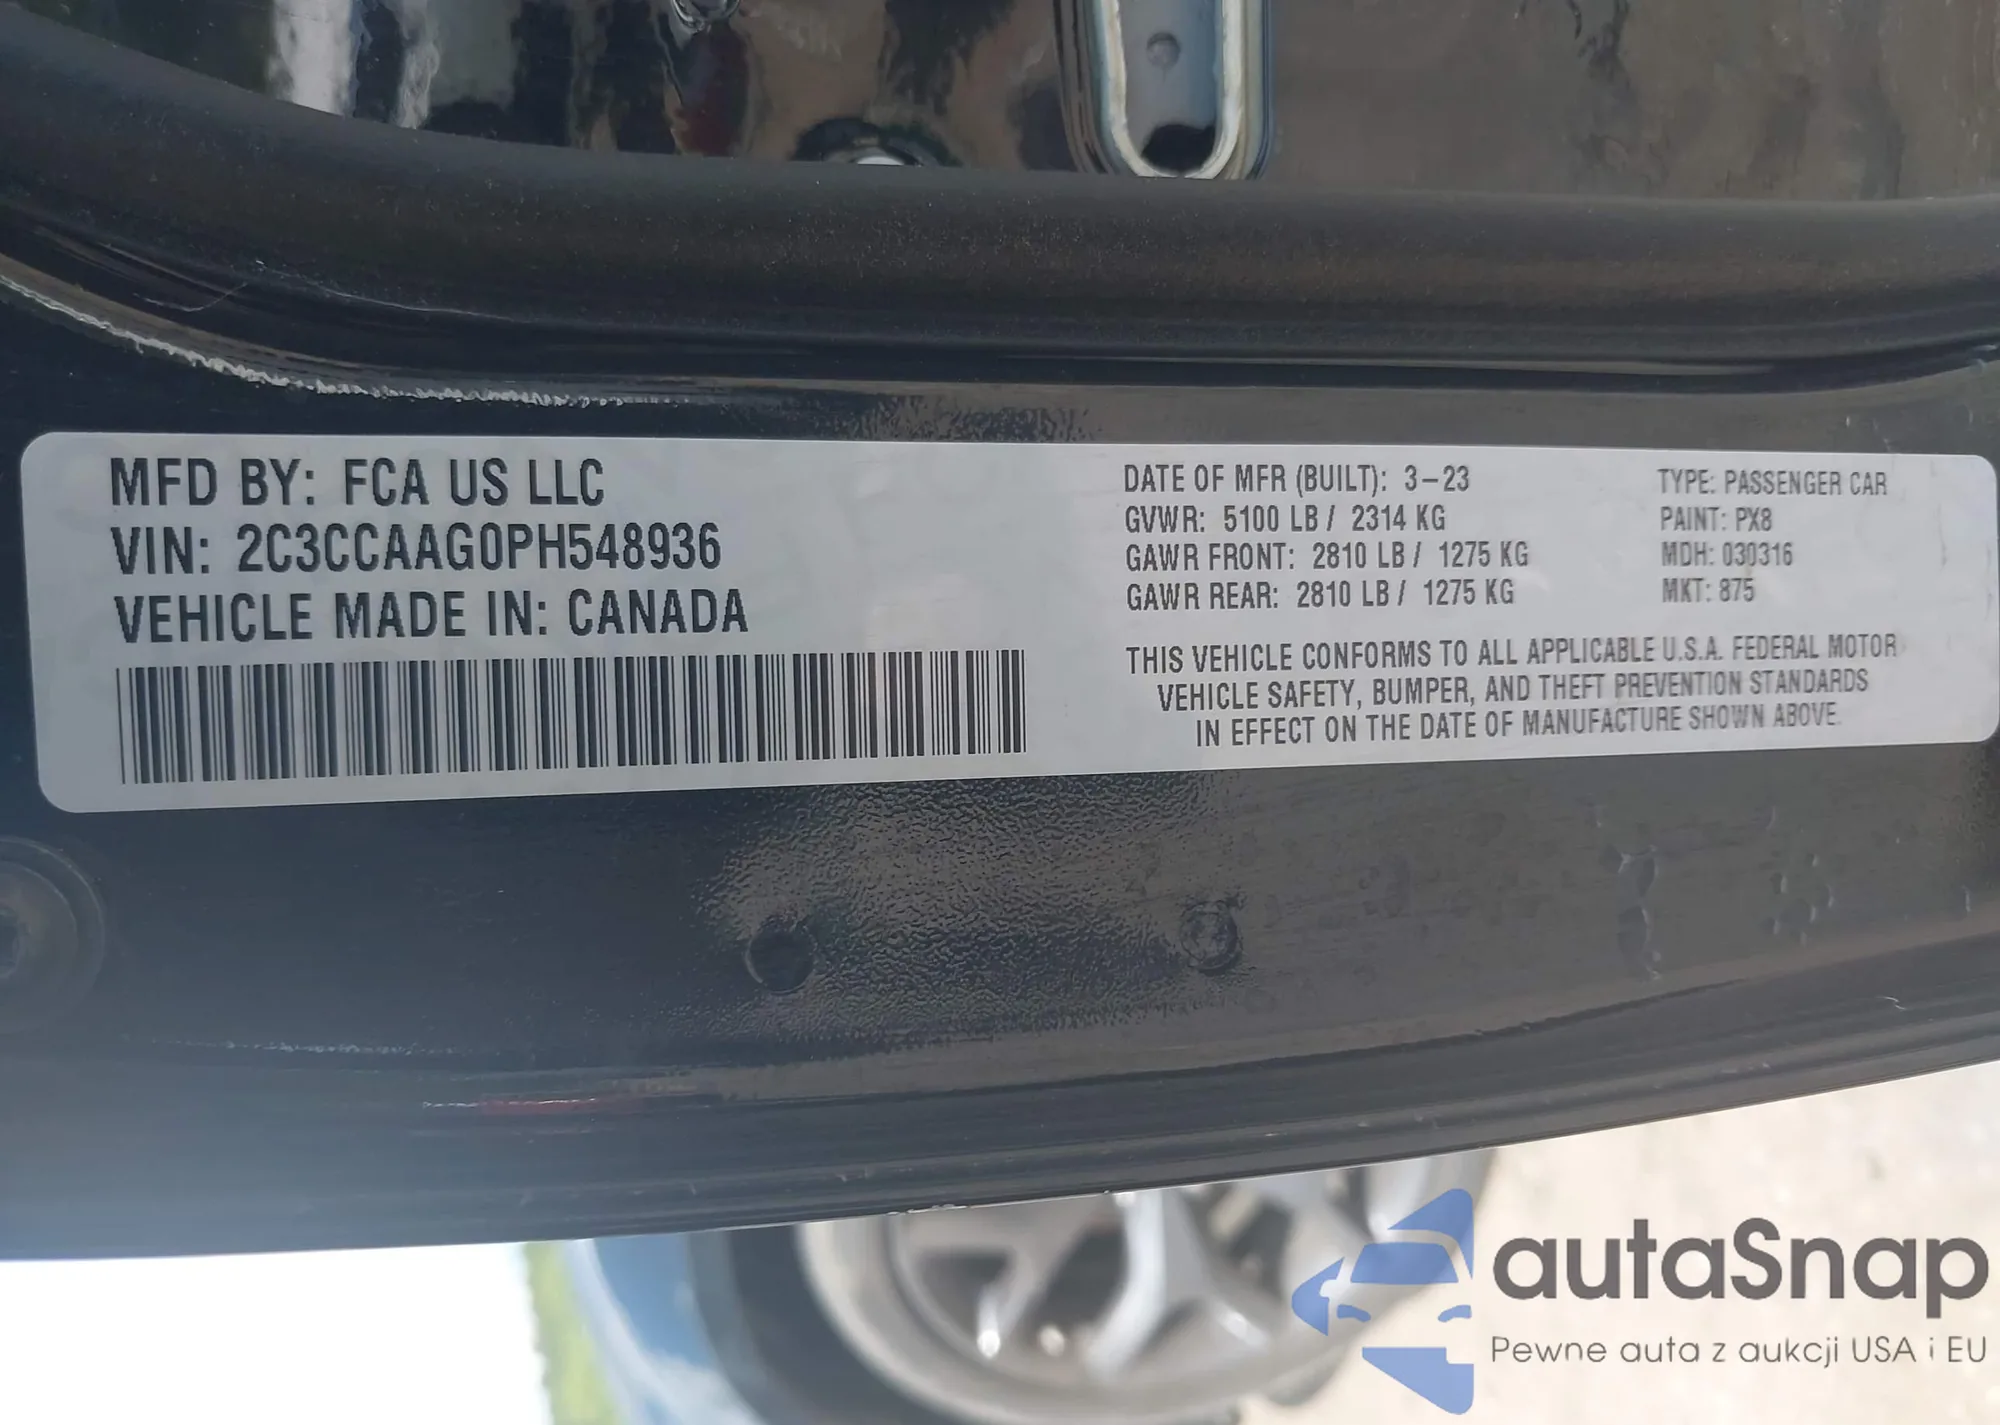 MFD BY: FCA US LLC
VIN: 2C3CCAAG0PH548936
VEHICLE MADE IN: CANADA
DATE OF MFR (BUILT): 3-23
GVWR: 5100 LB / 2314 KG
GAWR FRONT: 2810 LB / 1275 KG
GAWR REAR: 2810 LB / 1275 KG
TYPE: PASSENGER CAR
PAINT: PX8
MDH: 030316
MKT: 875
THIS VEHICLE CONFORMS TO ALL APPLICABLE U.S.A. FEDERAL MOTOR
VEHICLE SAFETY, BUMPER, AND THEFT PREVENTION STANDARDS
IN EFFECT ON THE DATE OF MANUFACTURE SHOWN ABOVE.
autaSnap
Pewne auta z aukcji USA i EU